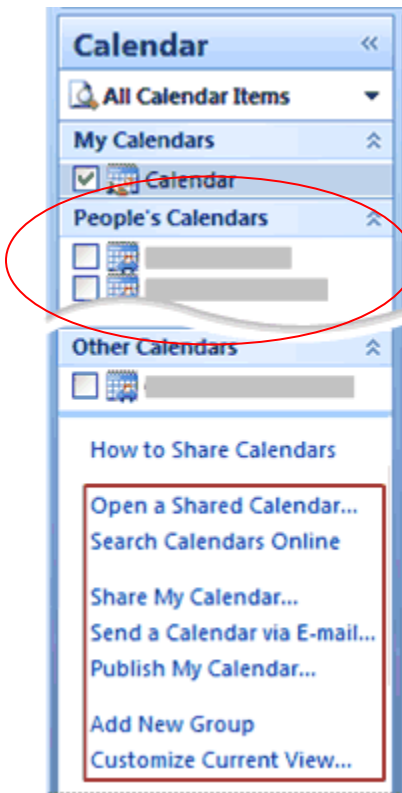 Calendar
All Calendar Items
My Calendars
Calendar
People's Calendars
Other Calendars
How to Share Calendars
Open a Shared Calendar...
Search Calendars Online
Share My Calendar...
Send a Calendar via E-mail...
Publish My Calendar...
Add New Group
Customize Current View...